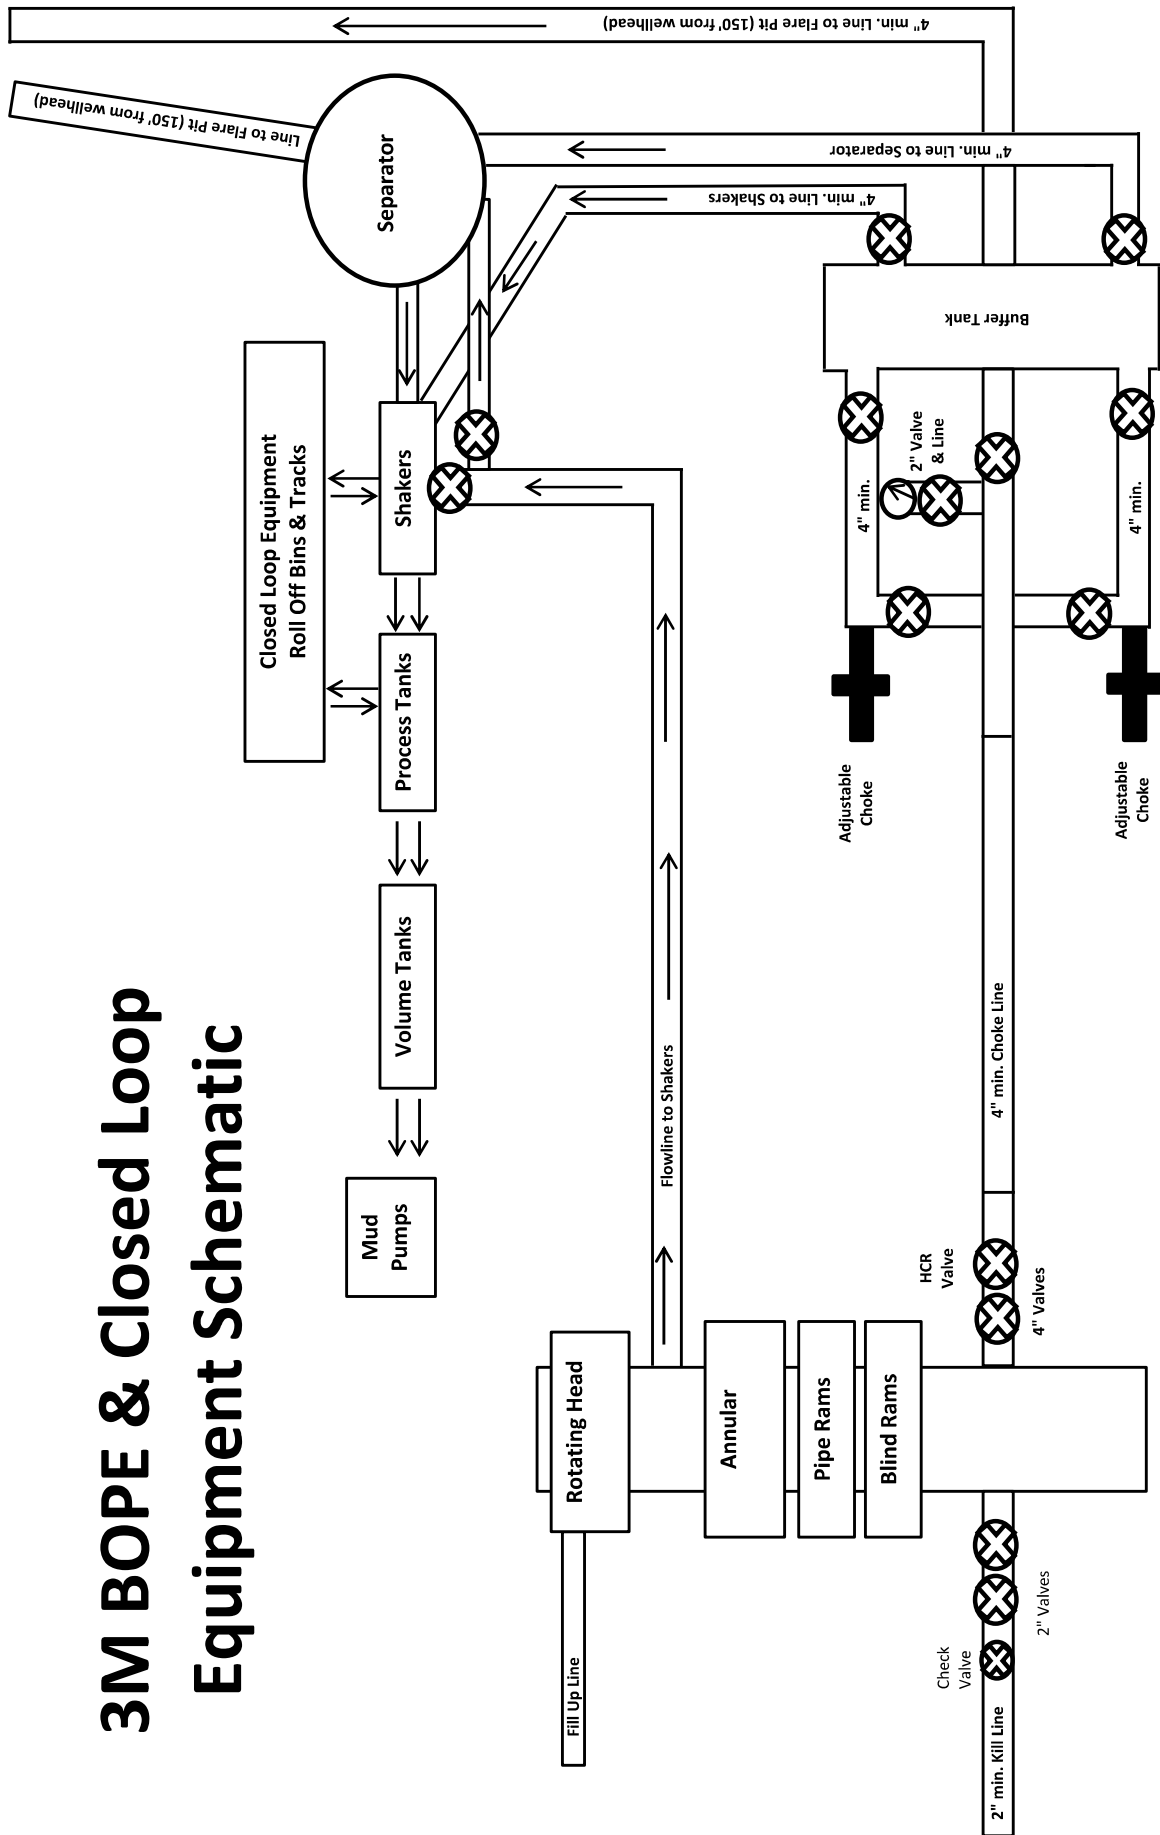 3M BOPE & Closed Loop
Equipment Schematic
4" min. Line to Flare Pit (150' from wellhead)
Line to Flare Pit (150' from wellhead)
Separator
4" min. Line to Separator
4" min. Line to Shakers
Closed Loop Equipment
Roll Off Bins & Tracks
Mud
Pumps
Volume Tanks
Process Tanks
Shakers
Flowline to Shakers
Fill Up Line
Rotating Head
Annular
Pipe Rams
Blind Rams
2" min. Kill Line
Check
Valve
2" Valves
HCR
Valve
4" Valves
4" min. Choke Line
Adjustable
Choke
Adjustable
Choke
4" min.
2" Valve
& Line
4" min.
Buffer Tank